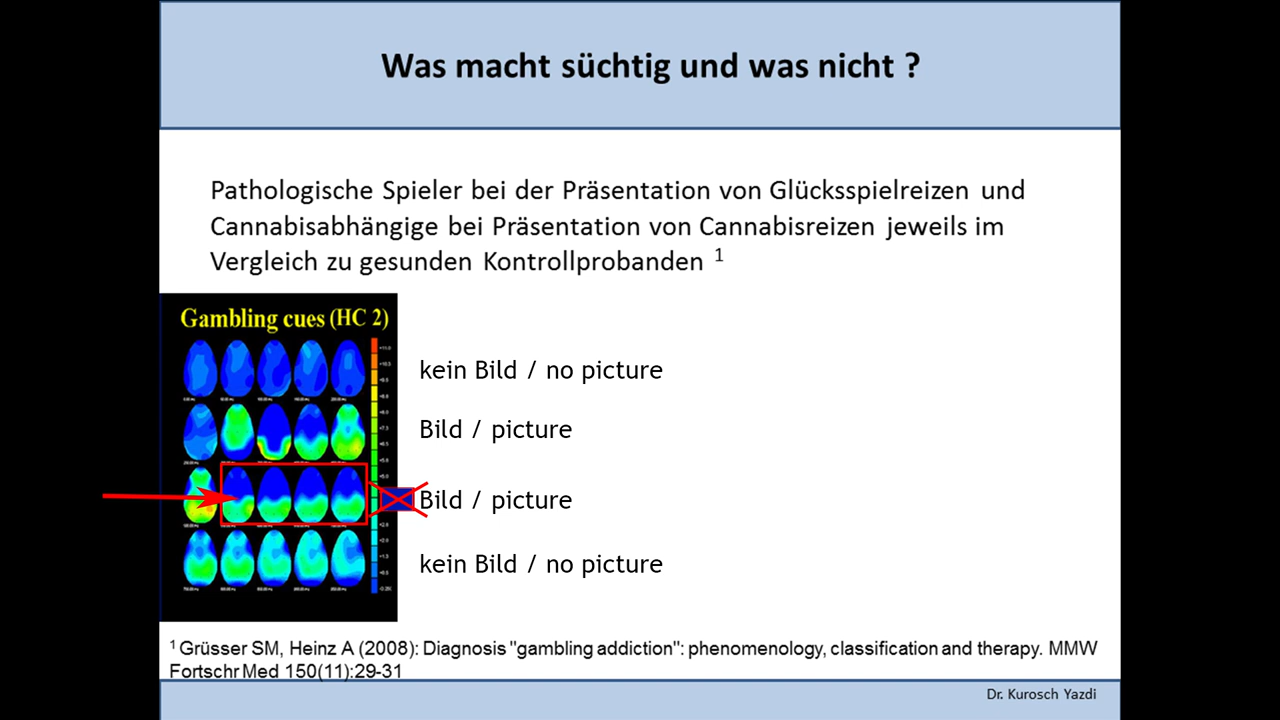 Was macht süchtig und was nicht ?
Pathologische Spieler bei der Präsentation von Glücksspielreizen und
Cannabisabhängige bei Präsentation von Cannabisreizen jeweils im
Vergleich zu gesunden Kontrollprobanden 1
Gambling cues (HC 2)
kein Bild / no picture
Bild / picture
Bild / picture
kein Bild / no picture
1 Grüsser SM, Heinz A (2008): Diagnosis "gambling addiction": phenomenology, classification and therapy. MMW
Fortschr Med 150(11):29-31
Dr. Kurosch Yazdi